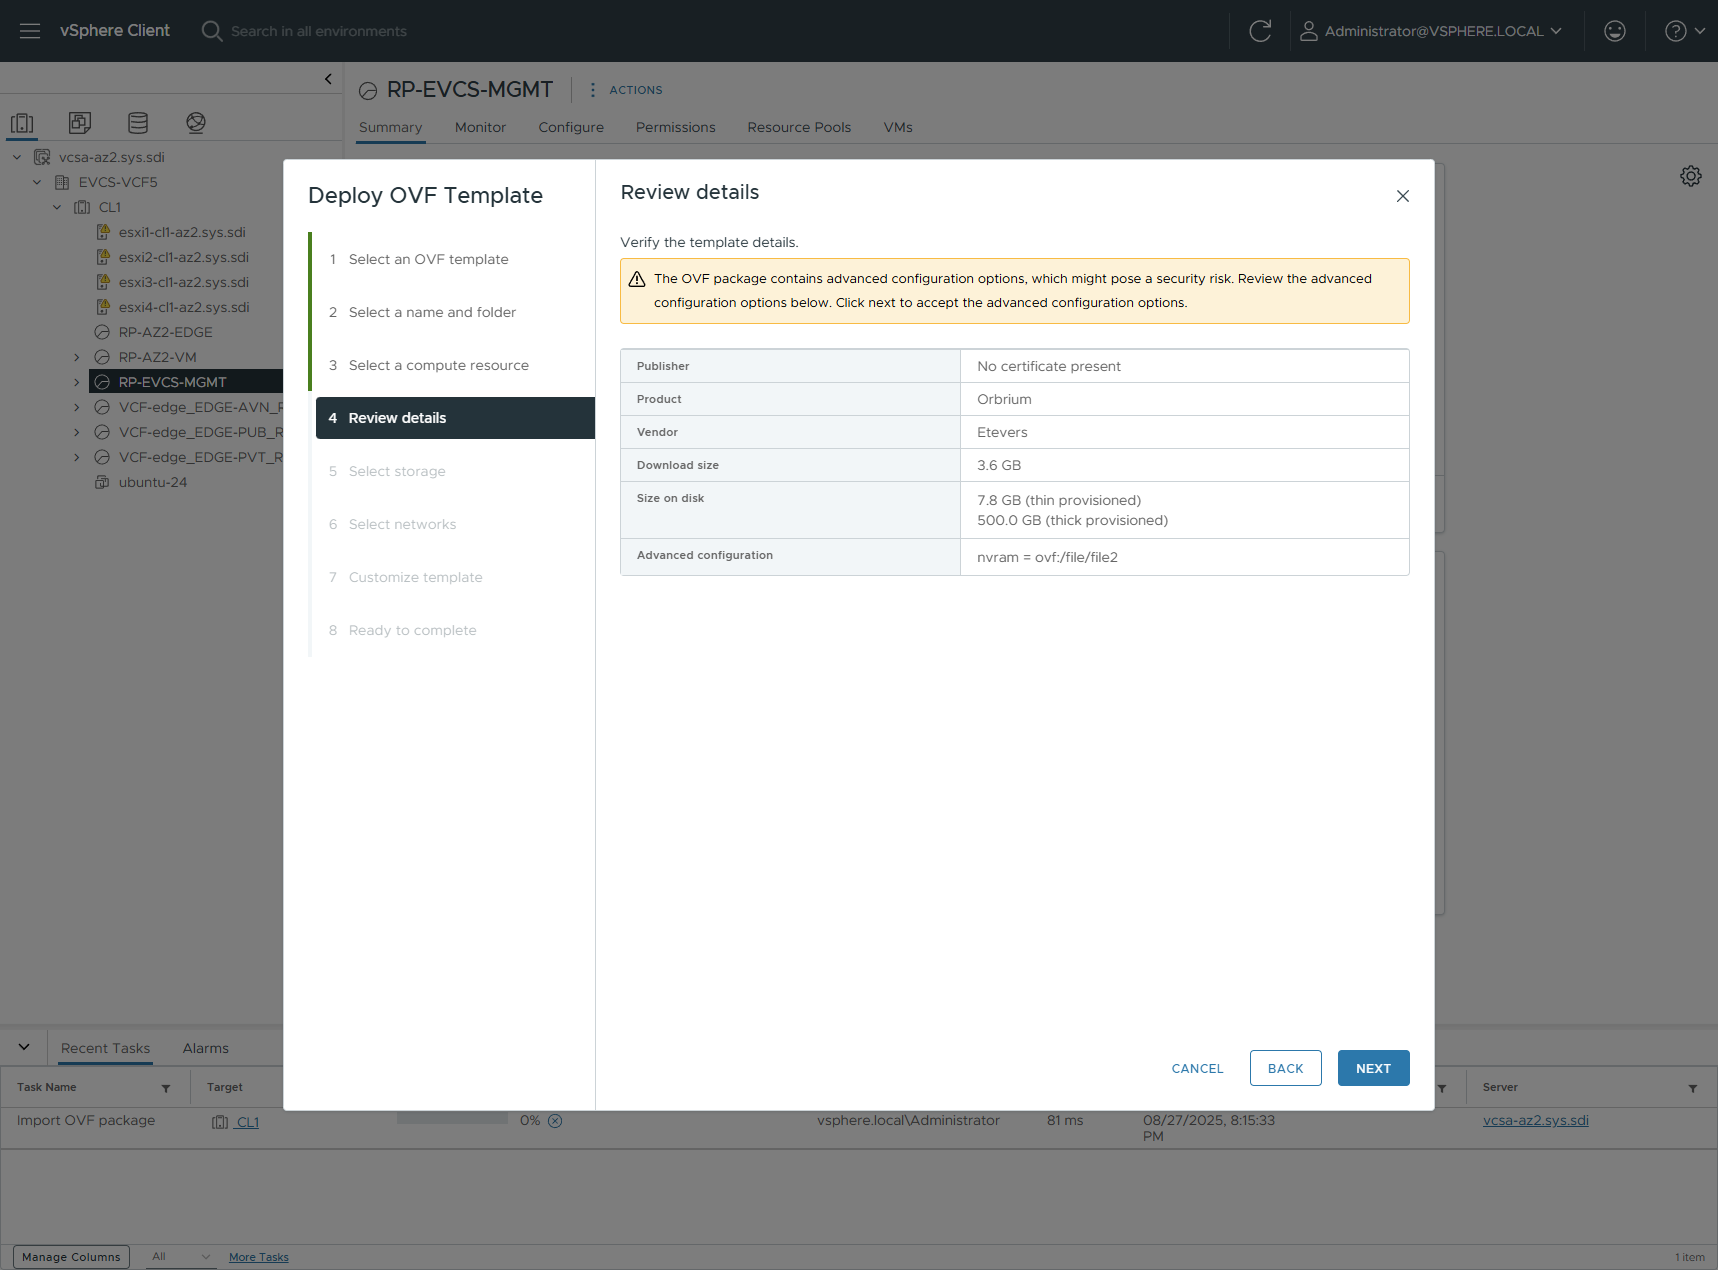 vSphere Client
Search in all environments
Administrator@VSPHERE.LOCAL
RP-EVCS-MGMT
ACTIONS
Summary
Monitor
Configure
Permissions
Resource Pools
VMs
vcsa-az2.sys.sdi
EVCS-VCF5
CL1
esxi1-cl1-az2.sys.sdi
esxi2-cl1-az2.sys.sdi
esxi3-cl1-az2.sys.sdi
esxi4-cl1-az2.sys.sdi
RP-AZ2-EDGE
RP-AZ2-VM
RP-EVCS-MGMT
VCF-edge_EDGE-AVN_R
VCF-edge_EDGE-PUB_R
VCF-edge_EDGE-PVT_R
ubuntu-24
Deploy OVF Template
1 Select an OVF template
2 Select a name and folder
3 Select a compute resource
4 Review details
5 Select storage
6 Select networks
7 Customize template
8 Ready to complete
Review details
Verify the template details.
The OVF package contains advanced configuration options, which might pose a security risk. Review the advanced
configuration options below. Click next to accept the advanced configuration options.
Publisher No certificate present
Product Orbrium
Vendor Etevers
Download size 3.6 GB
Size on disk 7.8 GB (thin provisioned)
500.0 GB (thick provisioned)
Advanced configuration nvram = ovf:/file/file2
CANCEL
BACK
NEXT
Recent Tasks
Alarms
Task Name
Target
Server
Import OVF package
CL1
0%
vsphere.local\Administrator
81 ms
08/27/2025, 8:15:33
PM
vcsa-az2.sys.sdi
Manage Columns
All
More Tasks
1 item